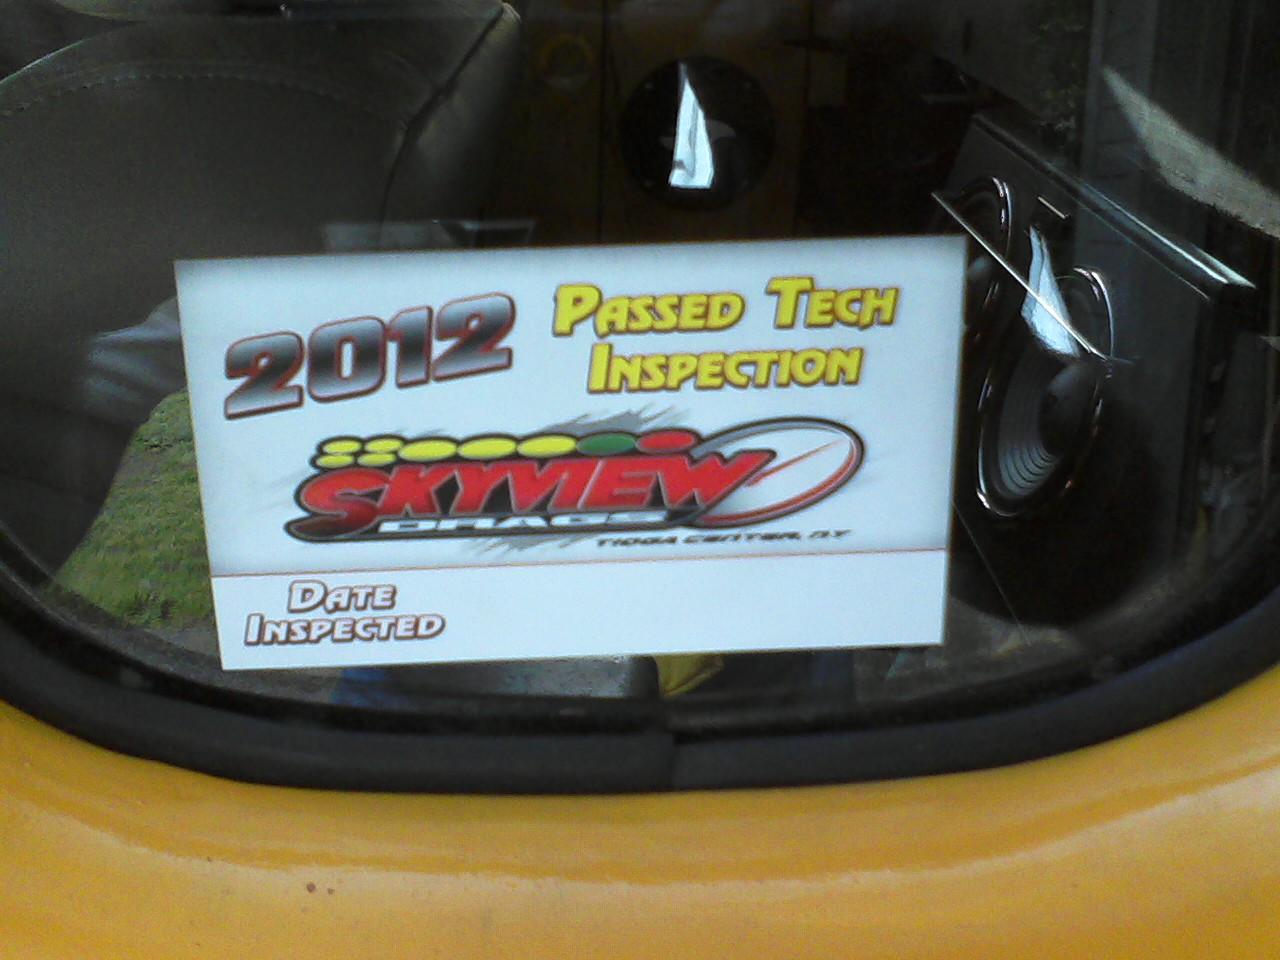 2012
PASSED TECH
INSPECTION
SKYVIEW
DRAGS
TIOGA CENTER, NY
DATE
INSPECTED